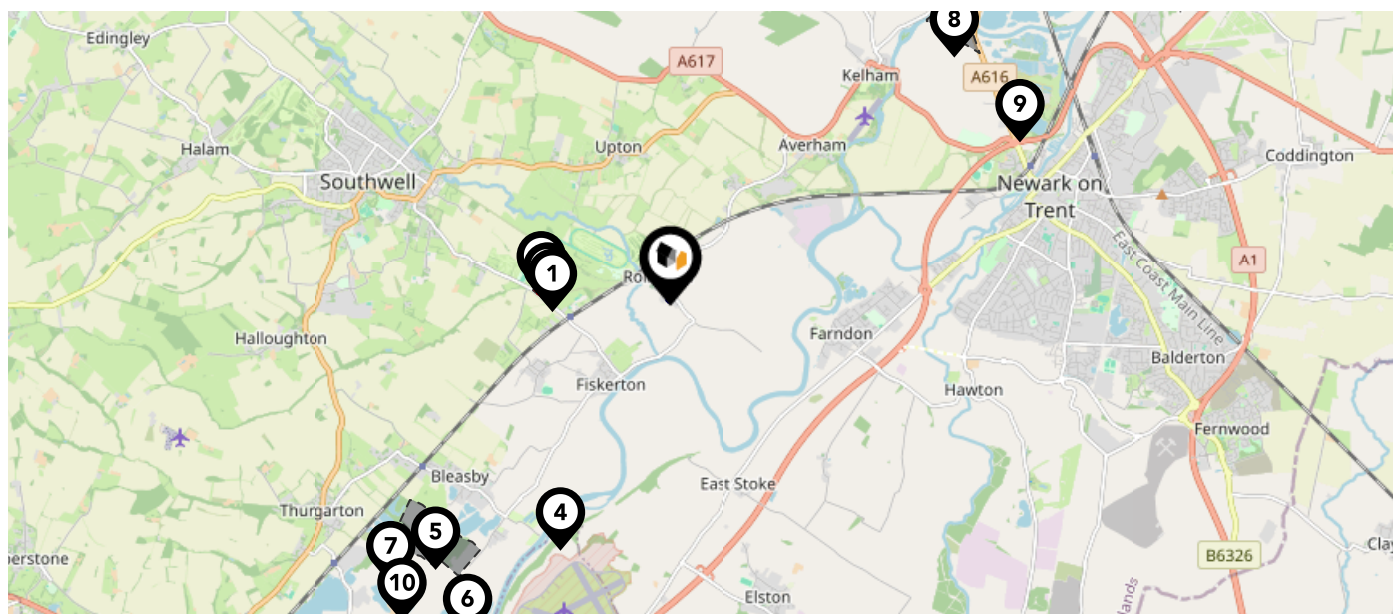 8
Edingley
A617
Kelham
A616
9
Halam
Upton
Averham
Coddington
Southwell
Newark on
Trent
1
East Coast Main Line
A1
Halloughton
Farndon
Balderton
Fiskerton
Hawton
Fernwood
Bleasby
East Stoke
Thurgarton
4
5
7
B6326
10
6
Elston